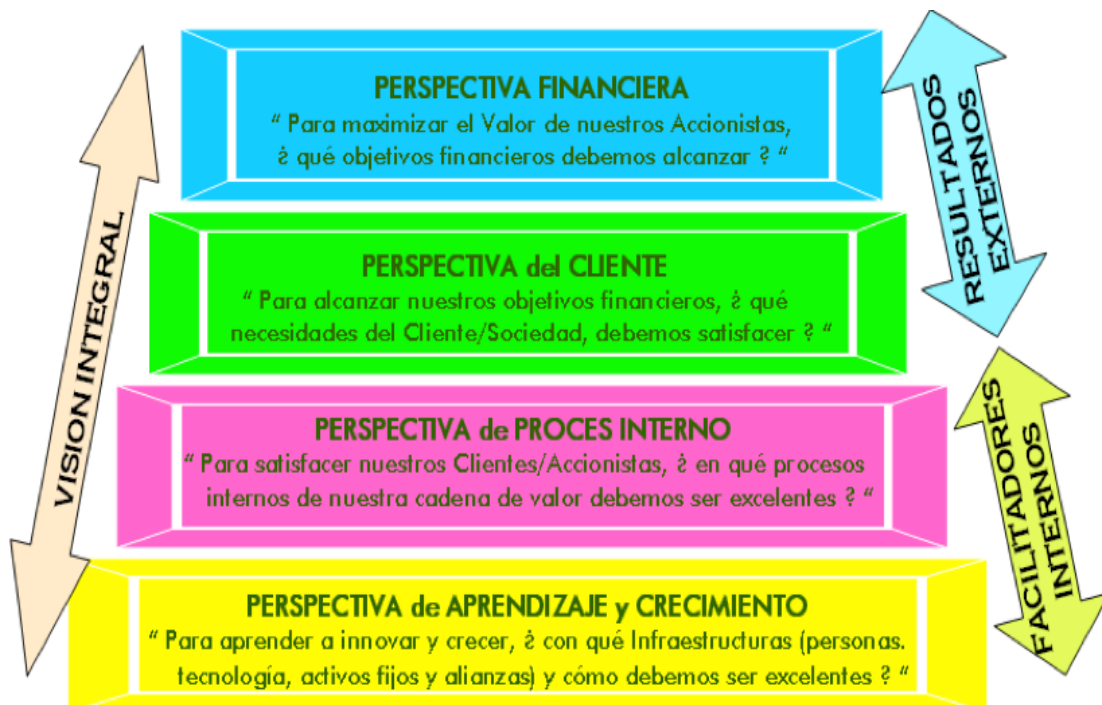 PERSPECTIVA FINANCIERA
“ Para maximizar el Valor de nuestros Accionistas,
¿ qué objetivos financieros debemos alcanzar ? “
PERSPECTIVA del CLIENTE
“ Para alcanzar nuestros objetivos financieros, ¿ qué
necesidades del Cliente/Sociedad, debemos satisfacer ? “
PERSPECTIVA de PROCES INTERNO
“ Para satisfacer nuestros Clientes/Accionistas, ¿ en qué procesos
internos de nuestra cadena de valor debemos ser excelentes ? “
PERSPECTIVA de APRENDIZAJE y CRECIMIENTO
“ Para aprender a innovar y crecer, ¿ con qué Infraestructuras (personas.
tecnología, activos fijos y alianzas) y cómo debemos ser excelentes ? “
VISION INTEGRAL
RESULTADOS
EXTERNOS
FACILITADORES
INTERNOS